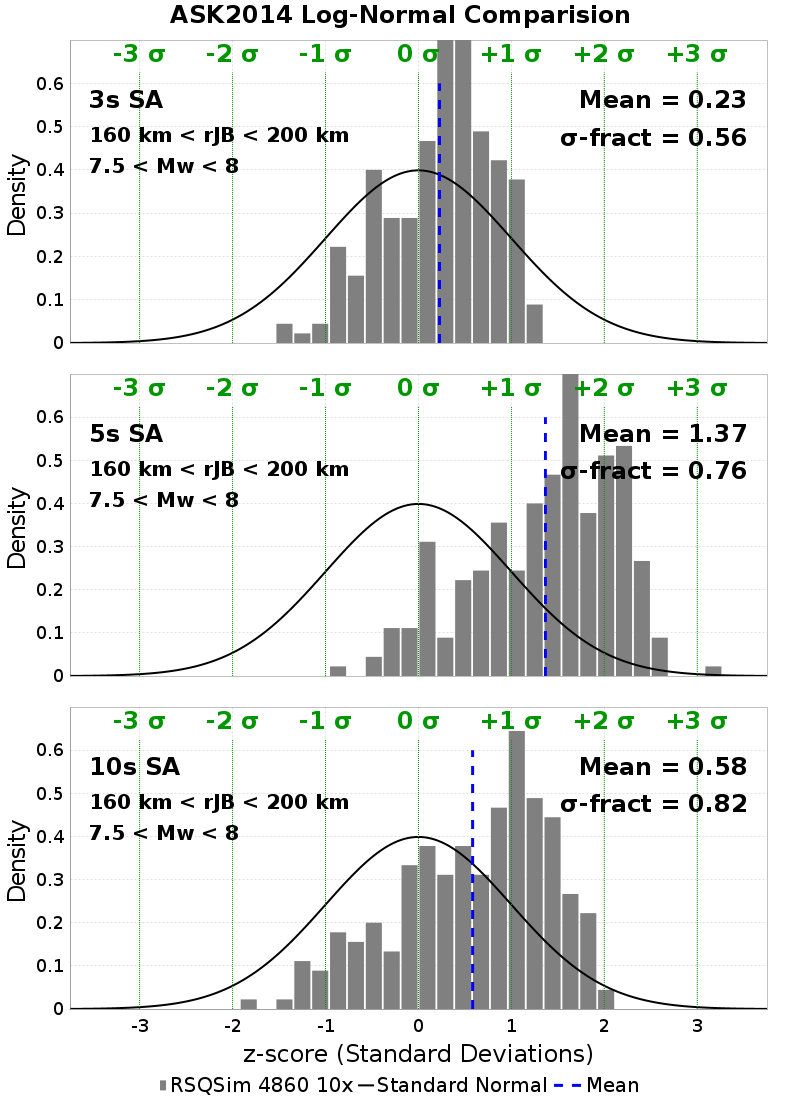 ASK2014 Log-Normal Comparision
-3 σ -2 σ -1 σ 0 σ +1 σ +2 σ +3 σ
3s SA
160 km < rJB < 200 km
7.5 < Mw < 8
Mean = 0.23
σ-fract = 0.56
Density
0.6
0.5
0.4
0.3
0.2
0.1
0
-3 σ -2 σ -1 σ 0 σ +1 σ +2 σ +3 σ
5s SA
160 km < rJB < 200 km
7.5 < Mw < 8
Mean = 1.37
σ-fract = 0.76
Density
0.6
0.5
0.4
0.3
0.2
0.1
0
-3 σ -2 σ -1 σ 0 σ +1 σ +2 σ +3 σ
10s SA
160 km < rJB < 200 km
7.5 < Mw < 8
Mean = 0.58
σ-fract = 0.82
Density
0.6
0.5
0.4
0.3
0.2
0.1
0
-3 -2 -1 0 1 2 3
z-score (Standard Deviations)
RSQSim 4860 10x Standard Normal Mean